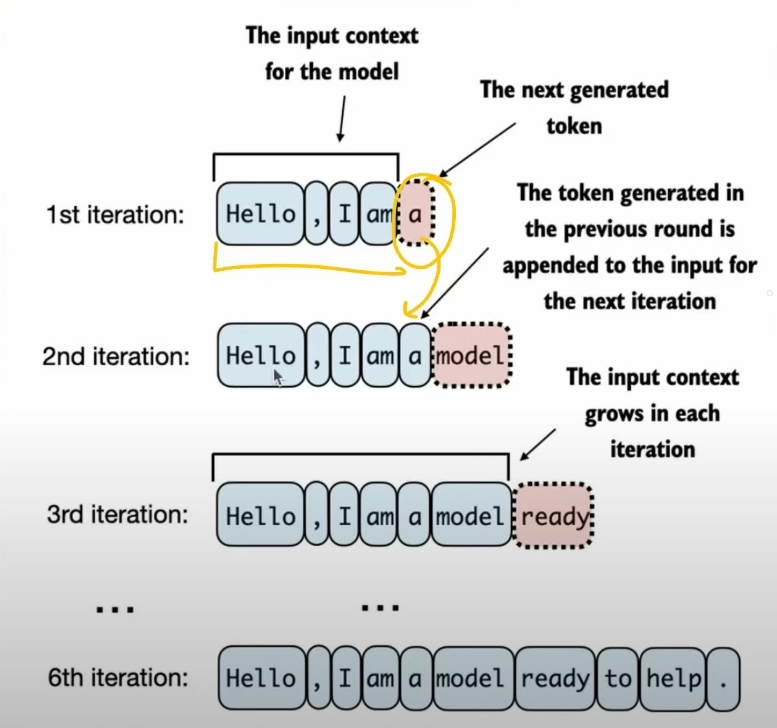 The input context
for the model
The next generated
token
1st iteration: Hello , I am a
The token generated in
the previous round is
appended to the input for
the next iteration
2nd iteration: Hello , I am a model
The input context
grows in each
iteration
3rd iteration: Hello , I am a model ready
... ...
6th iteration: Hello , I am a model ready to help .